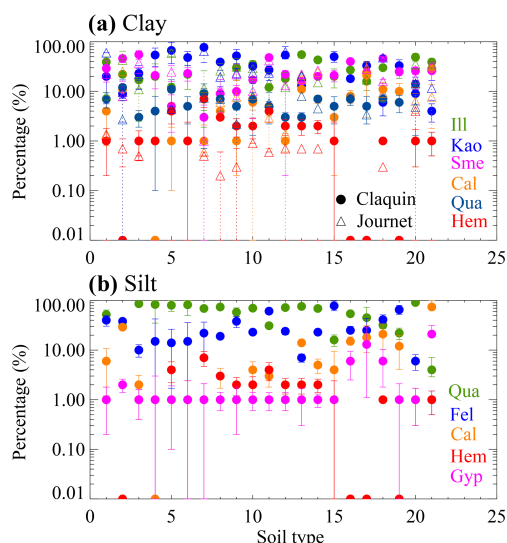 (a) Clay
100.00
10.00
1.00
0.10
0.01
Percentage (%)
Ill
Kao
Sme
Cal
Qua
Hem
Claquin
Journet
0 5 10 15 20 25
(b) Silt
100.00
10.00
1.00
0.10
0.01
Percentage (%)
Qua
Fel
Cal
Hem
Gyp
0 5 10 15 20 25
Soil type